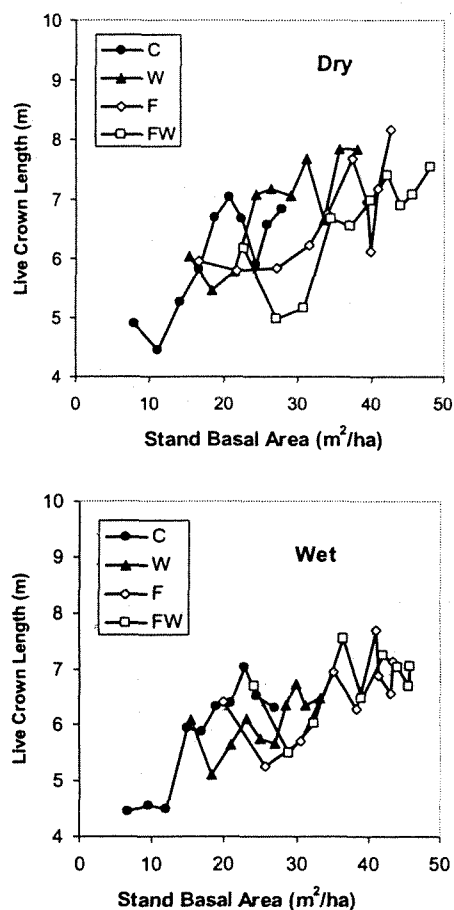 10
9
8
7
6
5
4
Live Crown Length (m)
C
W
F
FW
Dry
0 10 20 30 40 50
Stand Basal Area (m²/ha)
10
9
8
7
6
5
4
Live Crown Length (m)
C
W
F
FW
Wet
0 10 20 30 40 50
Stand Basal Area (m²/ha)